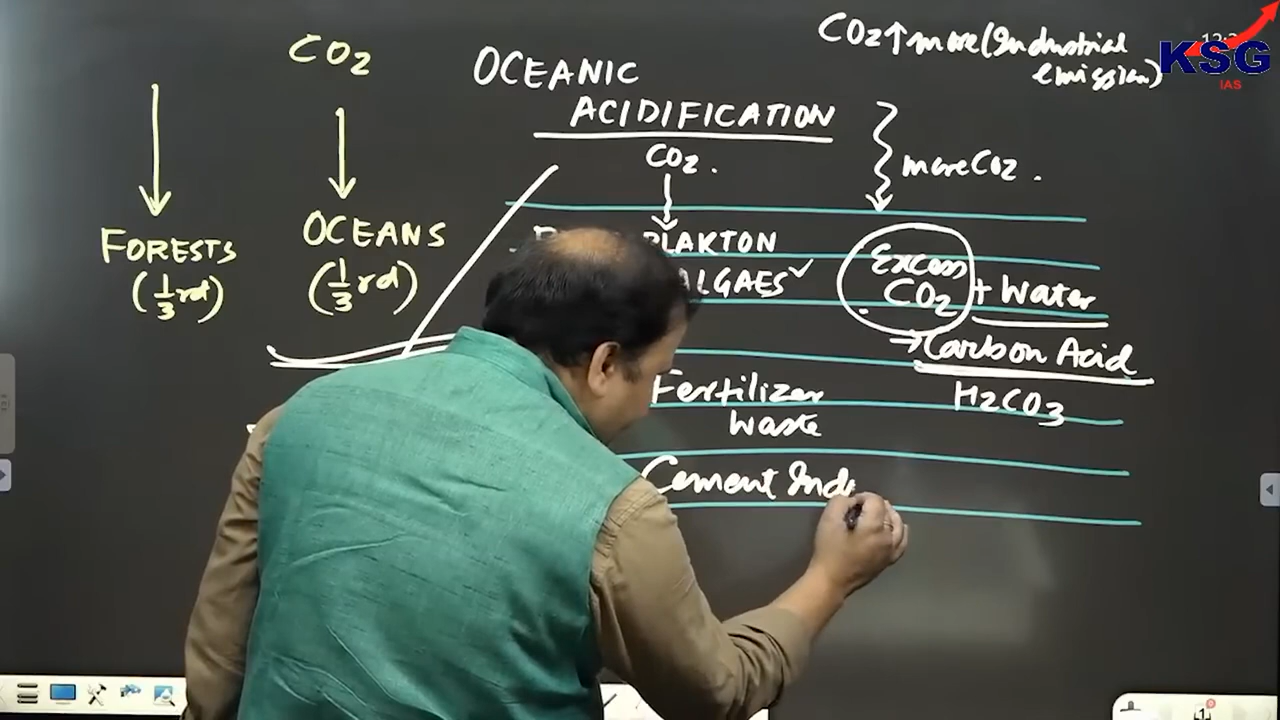 CO2↑ more (Industrial
emission)
KSG
IAS
CO2
OCEANIC
ACIDIFICATION
CO2.
more CO2.
FORESTS
(1/3rd)
OCEANS
(1/3rd)
PLAKTON
ALGAES✓
Excess
CO2 + Water
→ Carbon Acid
H2CO3
Fertilizer
Waste
Cement Ind